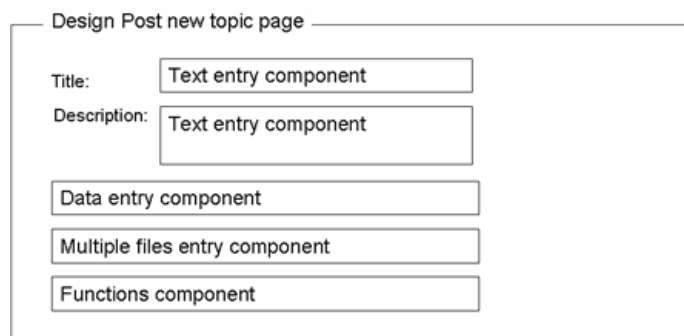 Design Post new topic page
Title: Text entry component
Description: Text entry component
Data entry component
Multiple files entry component
Functions component